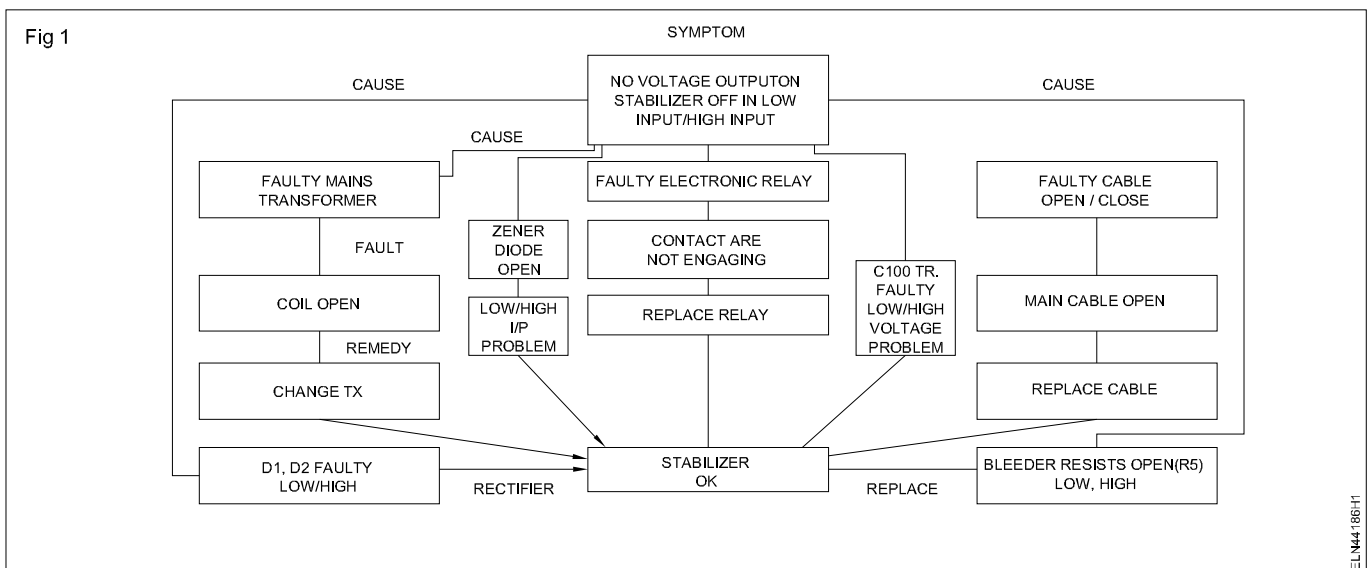 Fig 1
SYMPTOM
NO VOLTAGE OUTPUTON
STABILIZER OFF IN LOW
INPUT/HIGH INPUT
CAUSE
CAUSE
CAUSE
FAULTY MAINS
TRANSFORMER
FAULT
COIL OPEN
REMEDY
CHANGE TX
D1, D2 FAULTY
LOW/HIGH
RECTIFIER
ZENER
DIODE
OPEN
LOW/HIGH
I/P
PROBLEM
FAULTY ELECTRONIC RELAY
CONTACT ARE
NOT ENGAGING
REPLACE RELAY
STABILIZER
OK
C100 TR.
FAULTY
LOW/HIGH
VOLTAGE
PROBLEM
FAULTY CABLE
OPEN / CLOSE
MAIN CABLE OPEN
REPLACE CABLE
BLEEDER RESISTS OPEN(R5)
LOW, HIGH
REPLACE
ELN44186H1